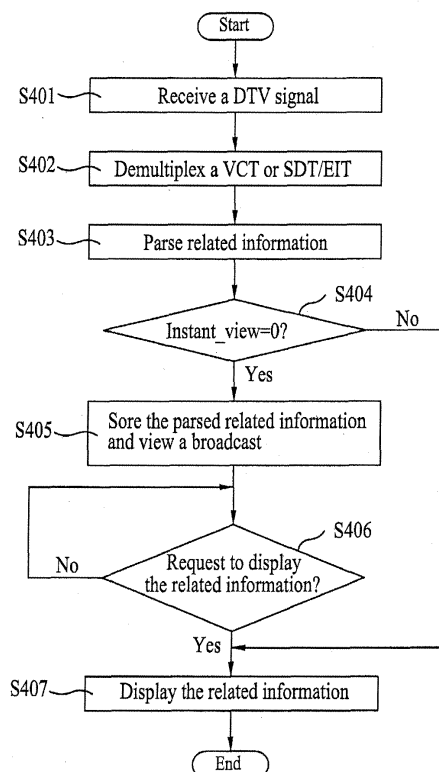 Start
S401
Receive a DTV signal
S402
Demultiplex a VCT or SDT/EIT
S403
Parse related information
S404
Instant_view=0?
No
Yes
S405
Sore the parsed related information
and view a broadcast
S406
Request to display
the related information?
No
Yes
S407
Display the related information
End